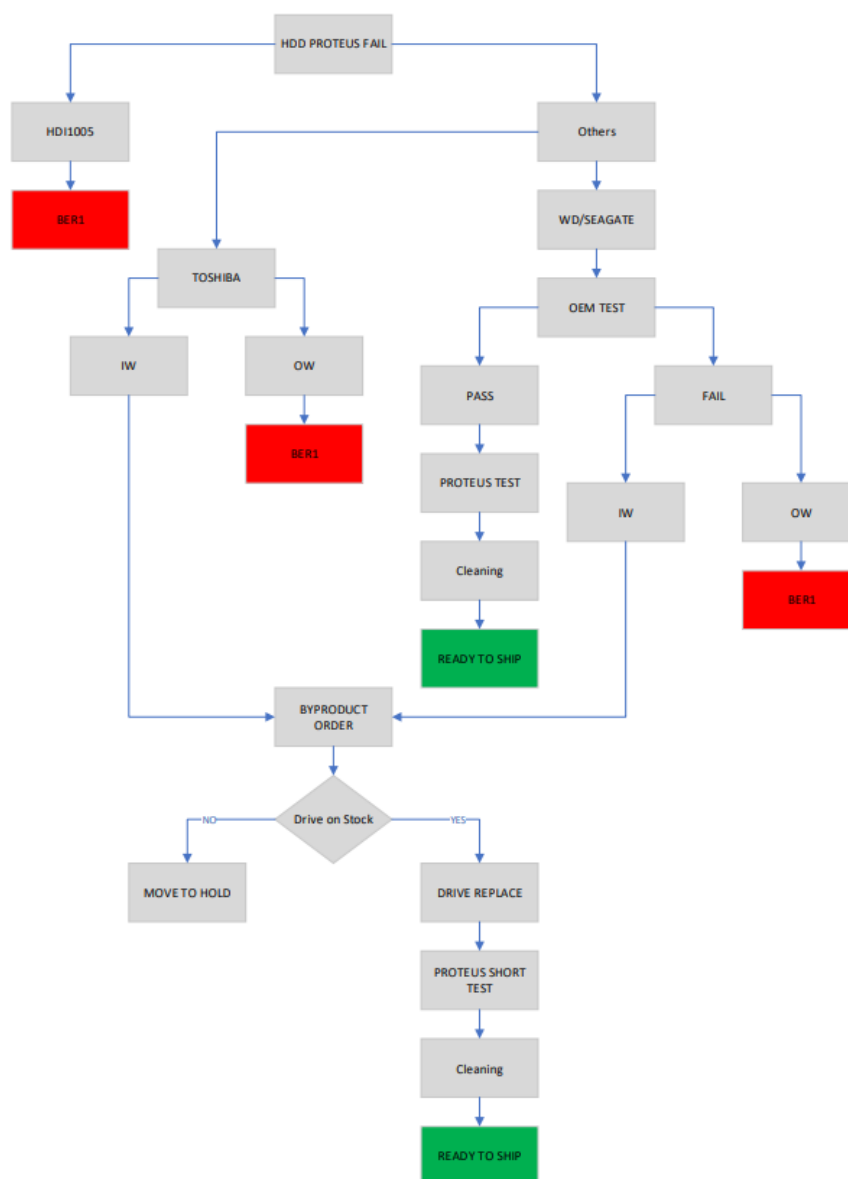 HDD PROTEUS FAIL
HDI1005
Others
BER1
WD/SEAGATE
TOSHIBA
OEM TEST
IW
OW
PASS
FAIL
BER1
PROTEUS TEST
IW
OW
Cleaning
BER1
READY TO SHIP
BYPRODUCT
ORDER
Drive on Stock
NO
YES
MOVE TO HOLD
DRIVE REPLACE
PROTEUS SHORT
TEST
Cleaning
READY TO SHIP